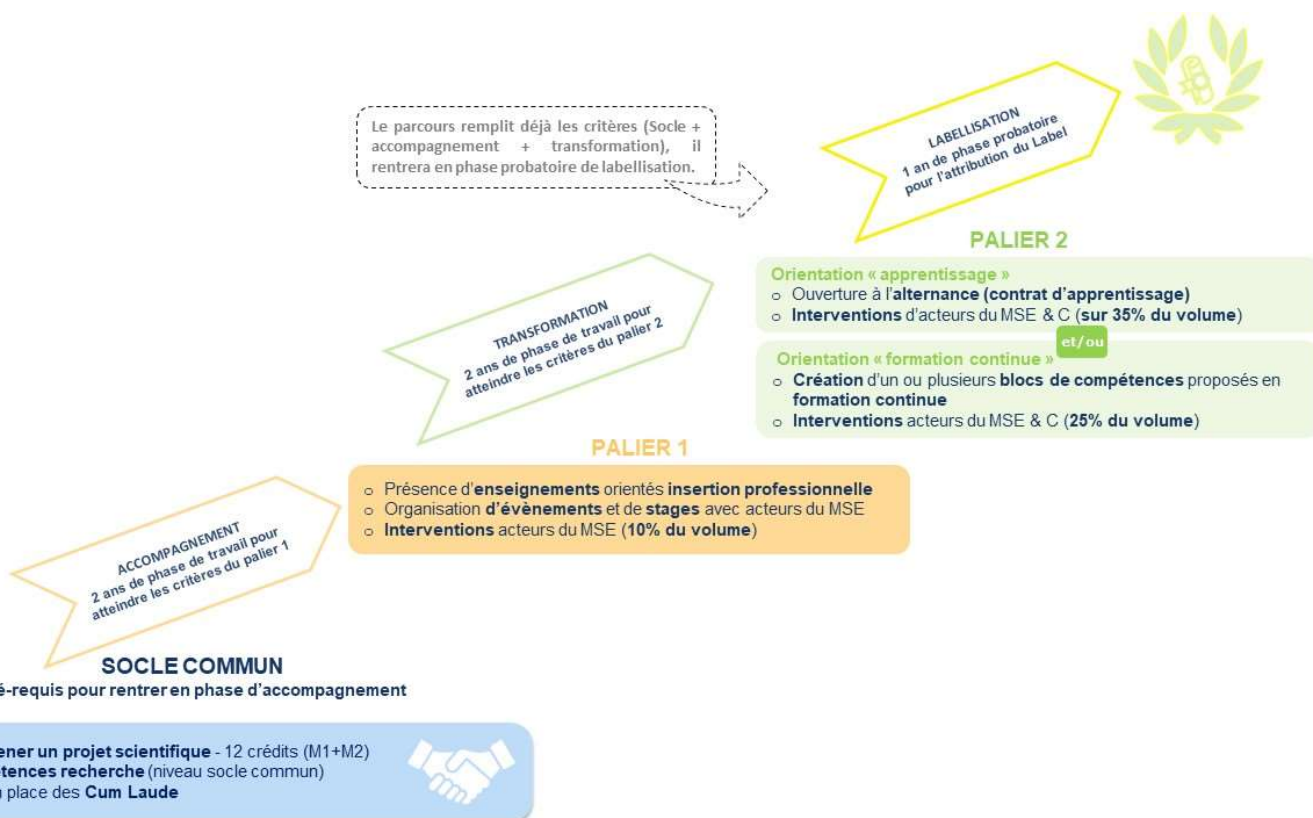 Le parcours remplit déjà les critères (Socle +
accompagnement + transformation), il
rentrera en phase probatoire de labellisation.
LABELLISATION
1 an de phase probatoire
pour l'attribution du Label
PALIER 2
Orientation « apprentissage »
o Ouverture à l'alternance (contrat d'apprentissage)
o Interventions d'acteurs du MSE & C (sur 35% du volume)
et/ou
Orientation « formation continue »
o Création d'un ou plusieurs blocs de compétences proposés en
formation continue
o Interventions acteurs du MSE & C (25% du volume)
TRANSFORMATION
2 ans de phase de travail pour
atteindre les critères du palier 2
PALIER 1
o Présence d'enseignements orientés insertion professionnelle
o Organisation d'évènements et de stages avec acteurs du MSE
o Interventions acteurs du MSE (10% du volume)
ACCOMPAGNEMENT
2 ans de phase de travail pour
atteindre les critères du palier 1
SOCLE COMMUN
é-requis pour rentrer en phase d'accompagnement
ener un projet scientifique - 12 crédits (M1+M2)
étences recherche (niveau socle commun)
place des Cum Laude